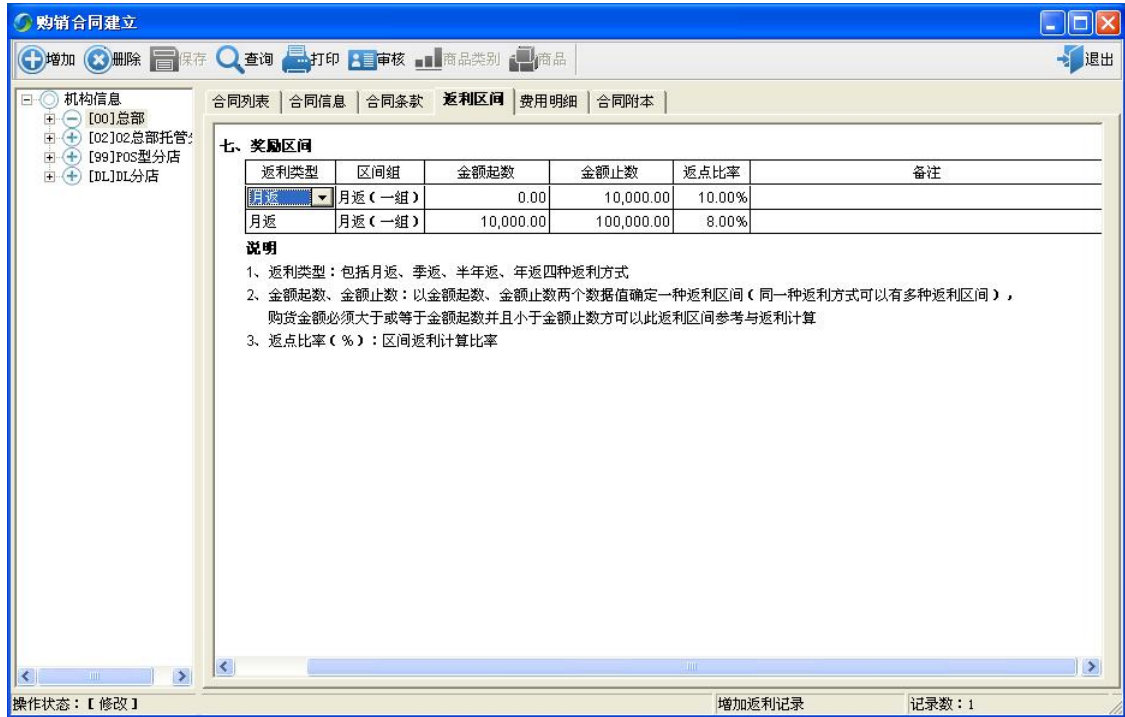 购销合同建立
增加 删除 保存 查询 打印 审核 商品类别 商品 退出
机构信息
[00]总部
[02]02总部托管
[99]POS型分店
[DL]DL分店
合同列表 合同信息 合同条款 返利区间 费用明细 合同附本
七、奖励区间
返利类型 区间组 金额起数 金额止数 返点比率 备注
月返 月返(一组) 0.00 10,000.00 10.00%
月返 月返(一组) 10,000.00 100,000.00 8.00%
说明
1、返利类型:包括月返、季返、半年返、年返四种返利方式
2、金额起数、金额止数:以金额起数、金额止数两个数据值确定一种返利区间(同一种返利方式可以有多种返利区间),
购货金额必须大于或等于金额起数并且小于金额止数方可以此返利区间参考与返利计算
3、返点比率(%):区间返利计算比率
操作状态:【修改】 增加返利记录 记录数:1